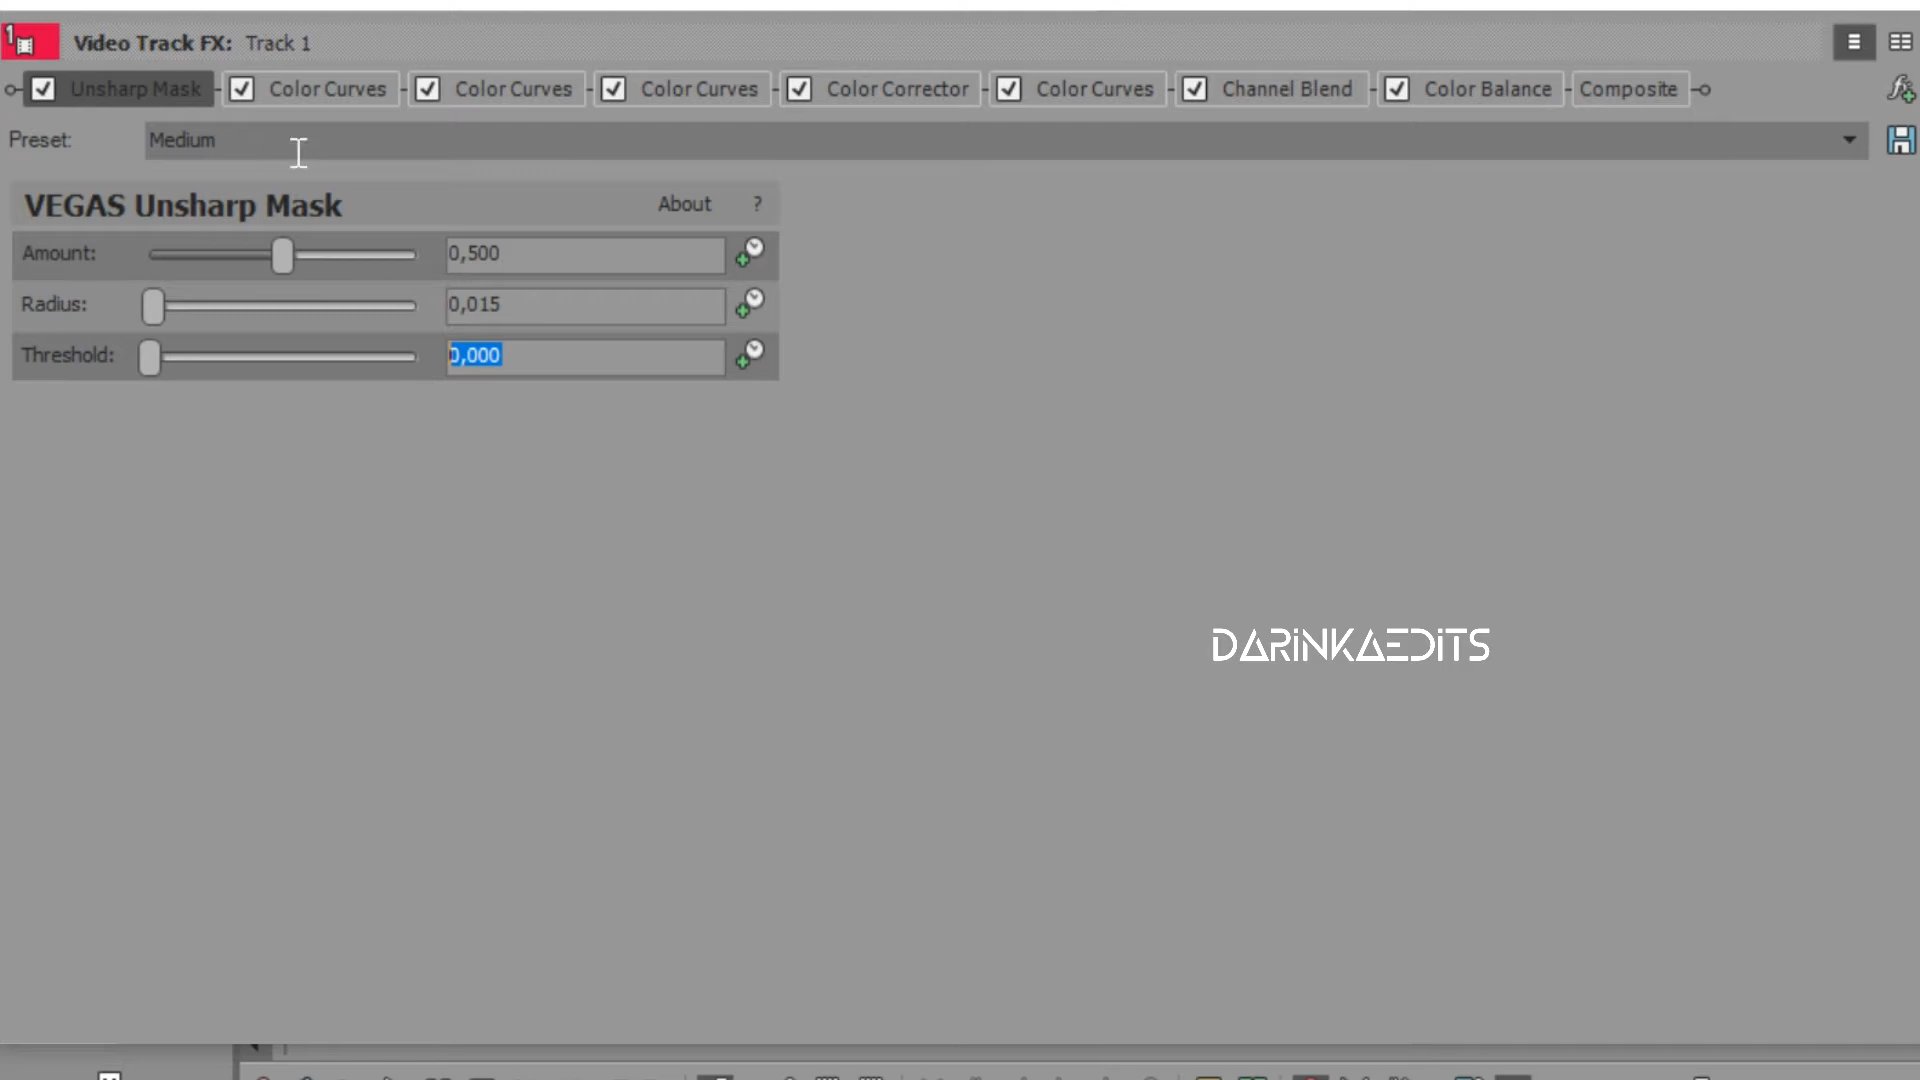 1
Video Track FX: Track 1
Unsharp Mask Color Curves Color Curves Color Curves Color Corrector Color Curves Channel Blend Color Balance Composite
Preset: Medium
VEGAS Unsharp Mask About ?
Amount: 0,500
Radius: 0,015
Threshold: 0,000
DARiNKAEDiTS